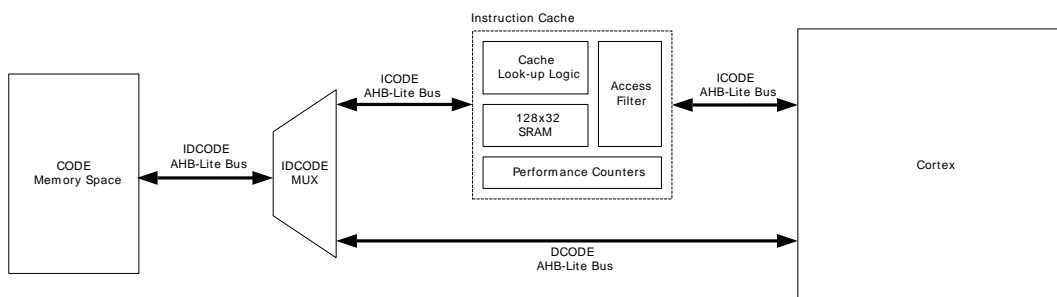 Instruction Cache
Cache
Look-up Logic
Access
Filter
128x32
SRAM
Performance Counters
ICODE
AHB-Lite Bus
ICODE
AHB-Lite Bus
IDCODE
AHB-Lite Bus
CODE
Memory Space
IDCODE
MUX
Cortex
DCODE
AHB-Lite Bus